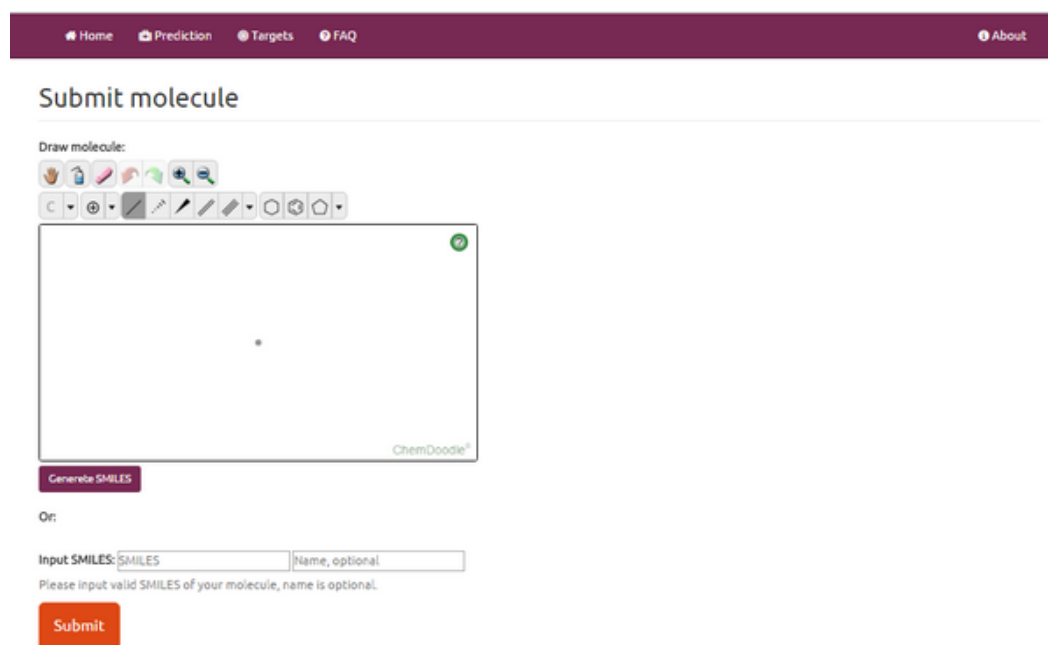 Home Prediction Targets FAQ About
Submit molecule
Draw molecule:
C
ChemDoodle®
Generete SMILES
Or:
Input SMILES: SMILES Name, optional
Please input valid SMILES of your molecule, name is optional.
Submit